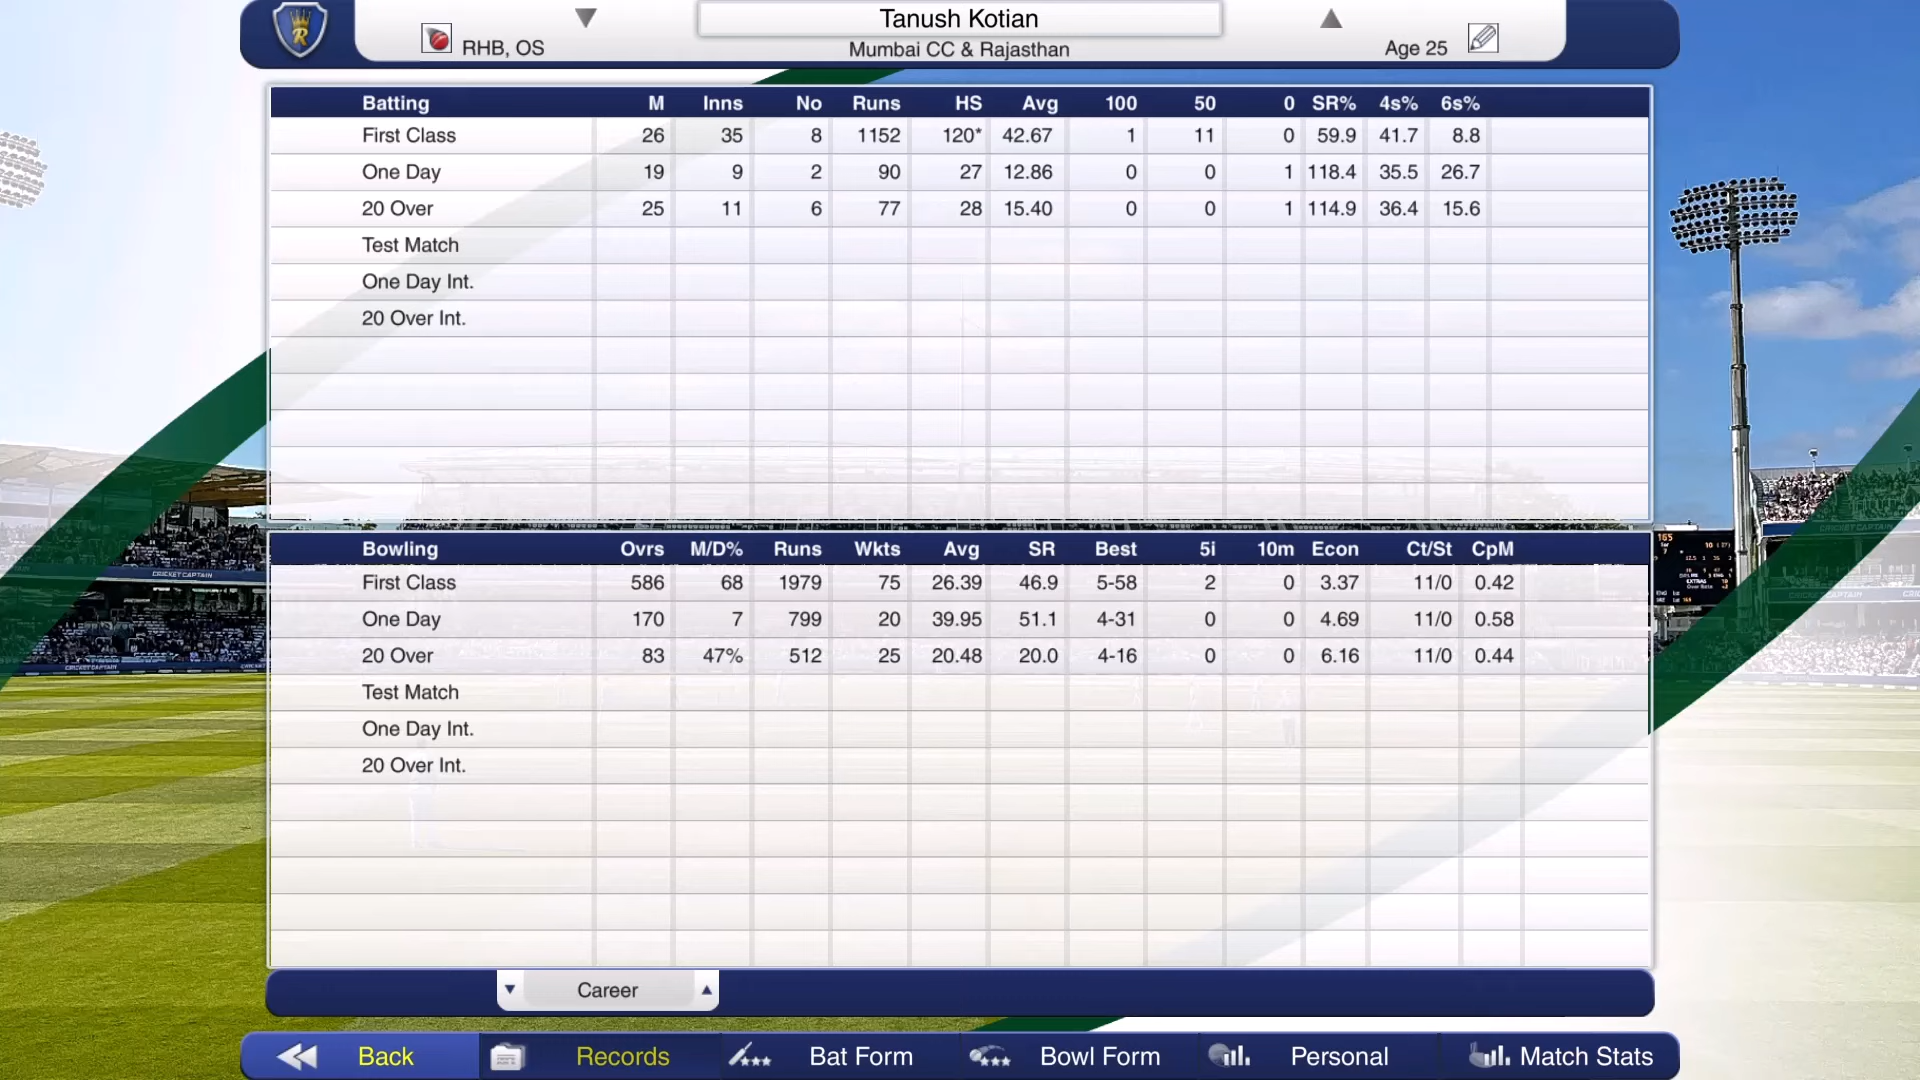 Tanush Kotian
RHB, OS
Mumbai CC & Rajasthan
Age 25
Batting M Inns No Runs HS Avg 100 50 0 SR% 4s% 6s%
First Class 26 35 8 1152 120* 42.67 1 11 0 59.9 41.7 8.8
One Day 19 9 2 90 27 12.86 0 0 1 118.4 35.5 26.7
20 Over 25 11 6 77 28 15.40 0 0 1 114.9 36.4 15.6
Test Match
One Day Int.
20 Over Int.
Bowling Ovrs M/D% Runs Wkts Avg SR Best 5i 10m Econ Ct/St CpM
First Class 586 68 1979 75 26.39 46.9 5-58 2 0 3.37 11/0 0.42
One Day 170 7 799 20 39.95 51.1 4-31 0 0 4.69 11/0 0.58
20 Over 83 47% 512 25 20.48 20.0 4-16 0 0 6.16 11/0 0.44
Test Match
One Day Int.
20 Over Int.
Career
Back Records Bat Form Bowl Form Personal Match Stats
R
CRICKET CAPTAIN
CRICKET CAPTAIN
CRICKET CAPTAIN
165
EXTRAS